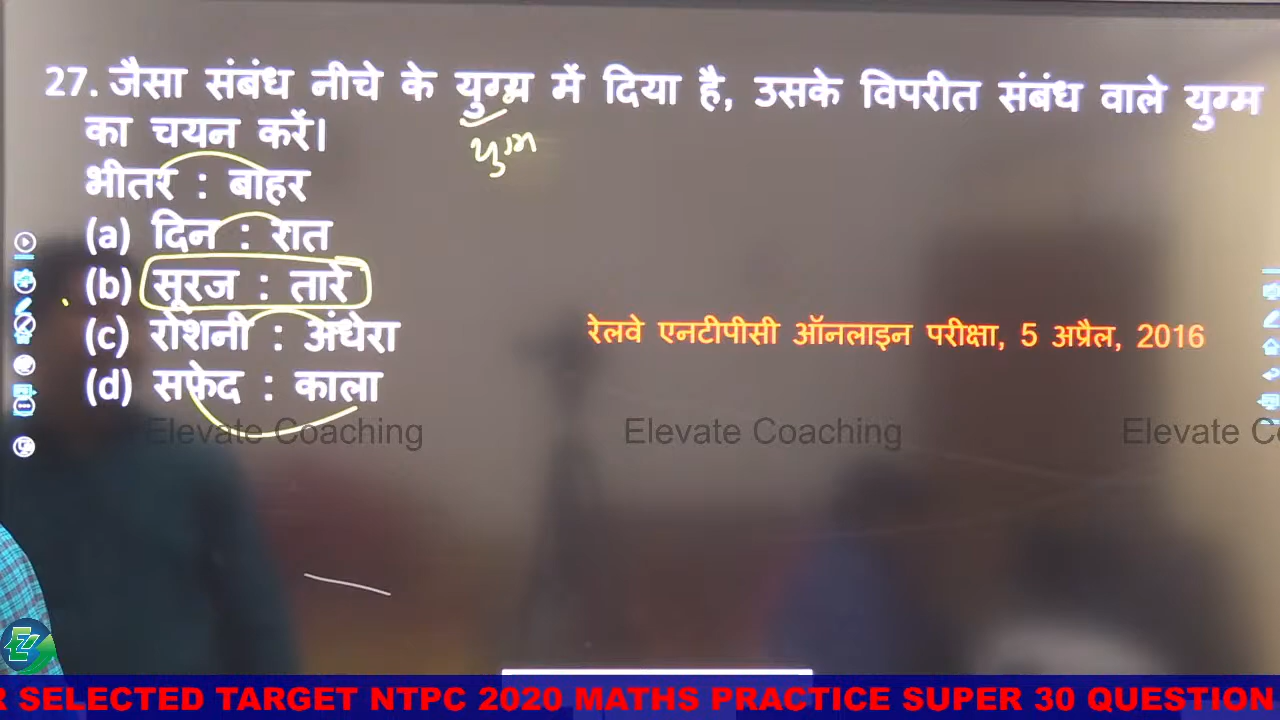 27. जैसा संबंध नीचे के युग्म में दिया है, उसके विपरीत संबंध वाले युग्म
का चयन करें।
युग्म
भीतर : बाहर
(a) दिन : रात
(b) सूरज : तारे
(c) रोशनी : अंधेरा
रेलवे एनटीपीसी ऑनलाइन परीक्षा, 5 अप्रैल, 2016
(d) सफेद : काला
Elevate Coaching
Elevate Coaching
Elevate C
R SELECTED TARGET NTPC 2020 MATHS PRACTICE SUPER 30 QUESTION